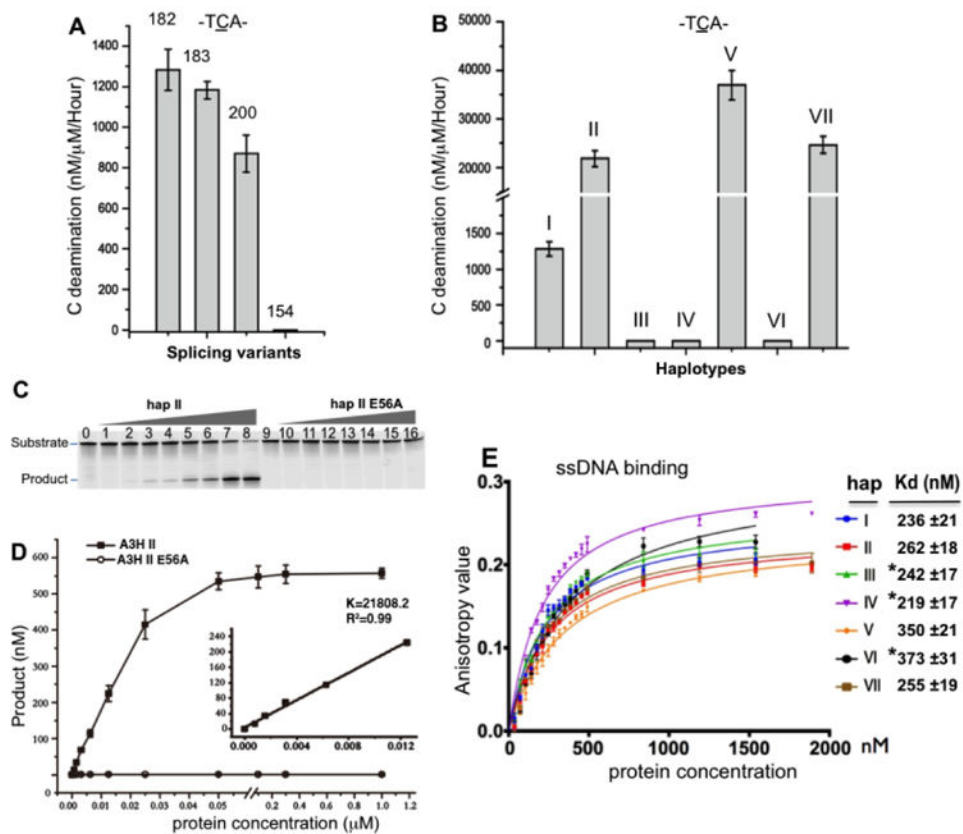 A
-TCA-
182
183
200
154
C deamination (nM/µM/Hour)
1400
1200
1000
800
600
400
200
0
Splicing variants
B
-TCA-
I
II
III
IV
V
VI
VII
C deamination (nM/µM/Hour)
50000
40000
30000
20000
1500
1000
500
0
Haplotypes
C
hap II
hap II E56A
0 1 2 3 4 5 6 7 8 9 10 11 12 13 14 15 16
Substrate
Product
D
A3H II
A3H II E56A
Product (nM)
600
500
400
300
200
100
50
0
K=21808.2
R²=0.99
240
200
160
120
80
40
0
0.000 0.004 0.008 0.012
0.00 0.01 0.02 0.03 0.04 0.05 0.2 0.4 0.6 0.8 1.0 1.2
protein concentration (µM)
E
ssDNA binding
Anisotropy value
0.3
0.2
0.1
0.0
0 500 1000 1500 2000 nM
protein concentration
hap Kd (nM)
I 236 ±21
II 262 ±18
III *242 ±17
IV *219 ±17
V 350 ±21
VI *373 ±31
VII 255 ±19